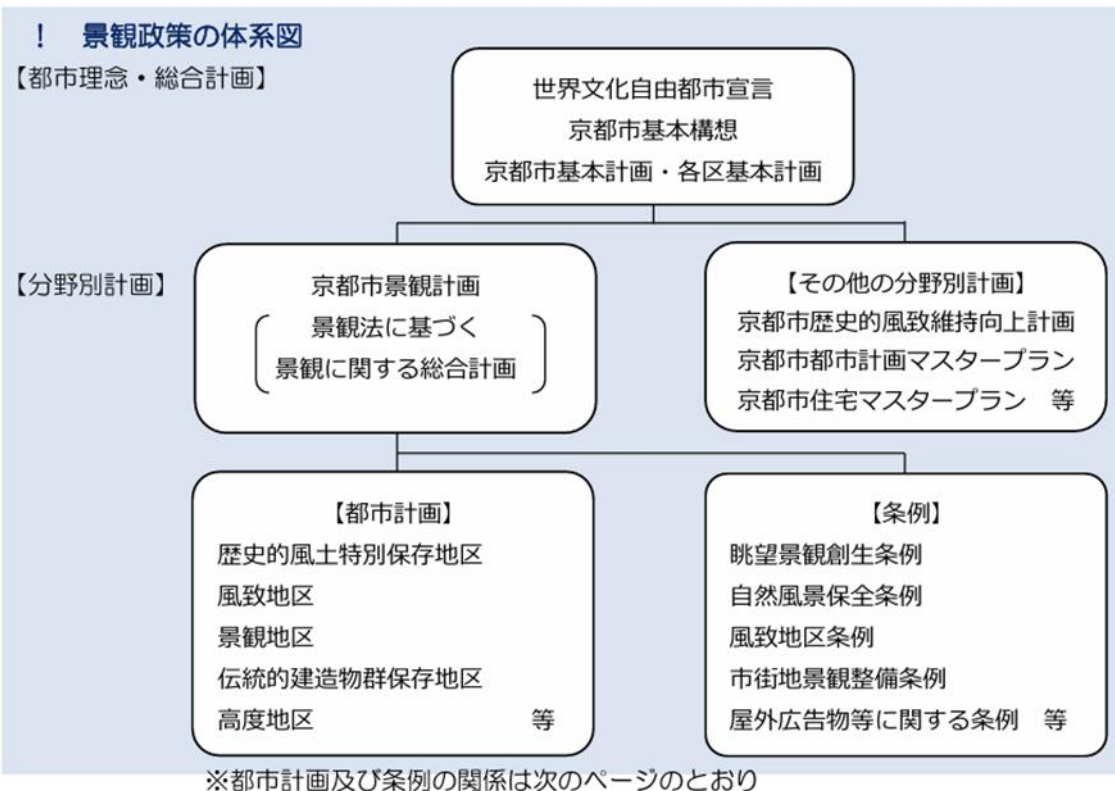 ! 景観政策の体系図
【都市理念・総合計画】
世界文化自由都市宣言
京都市基本構想
京都市基本計画・各区基本計画
【分野別計画】
京都市景観計画
景観法に基づく
景観に関する総合計画
【その他の分野別計画】
京都市歴史的風致維持向上計画
京都市都市計画マスタープラン
京都市住宅マスタープラン 等
【都市計画】
歴史的風土特別保存地区
風致地区
景観地区
伝統的建造物群保存地区
高度地区 等
【条例】
眺望景観創生条例
自然風景保全条例
風致地区条例
市街地景観整備条例
屋外広告物等に関する条例 等
※都市計画及び条例の関係は次のページのとおり